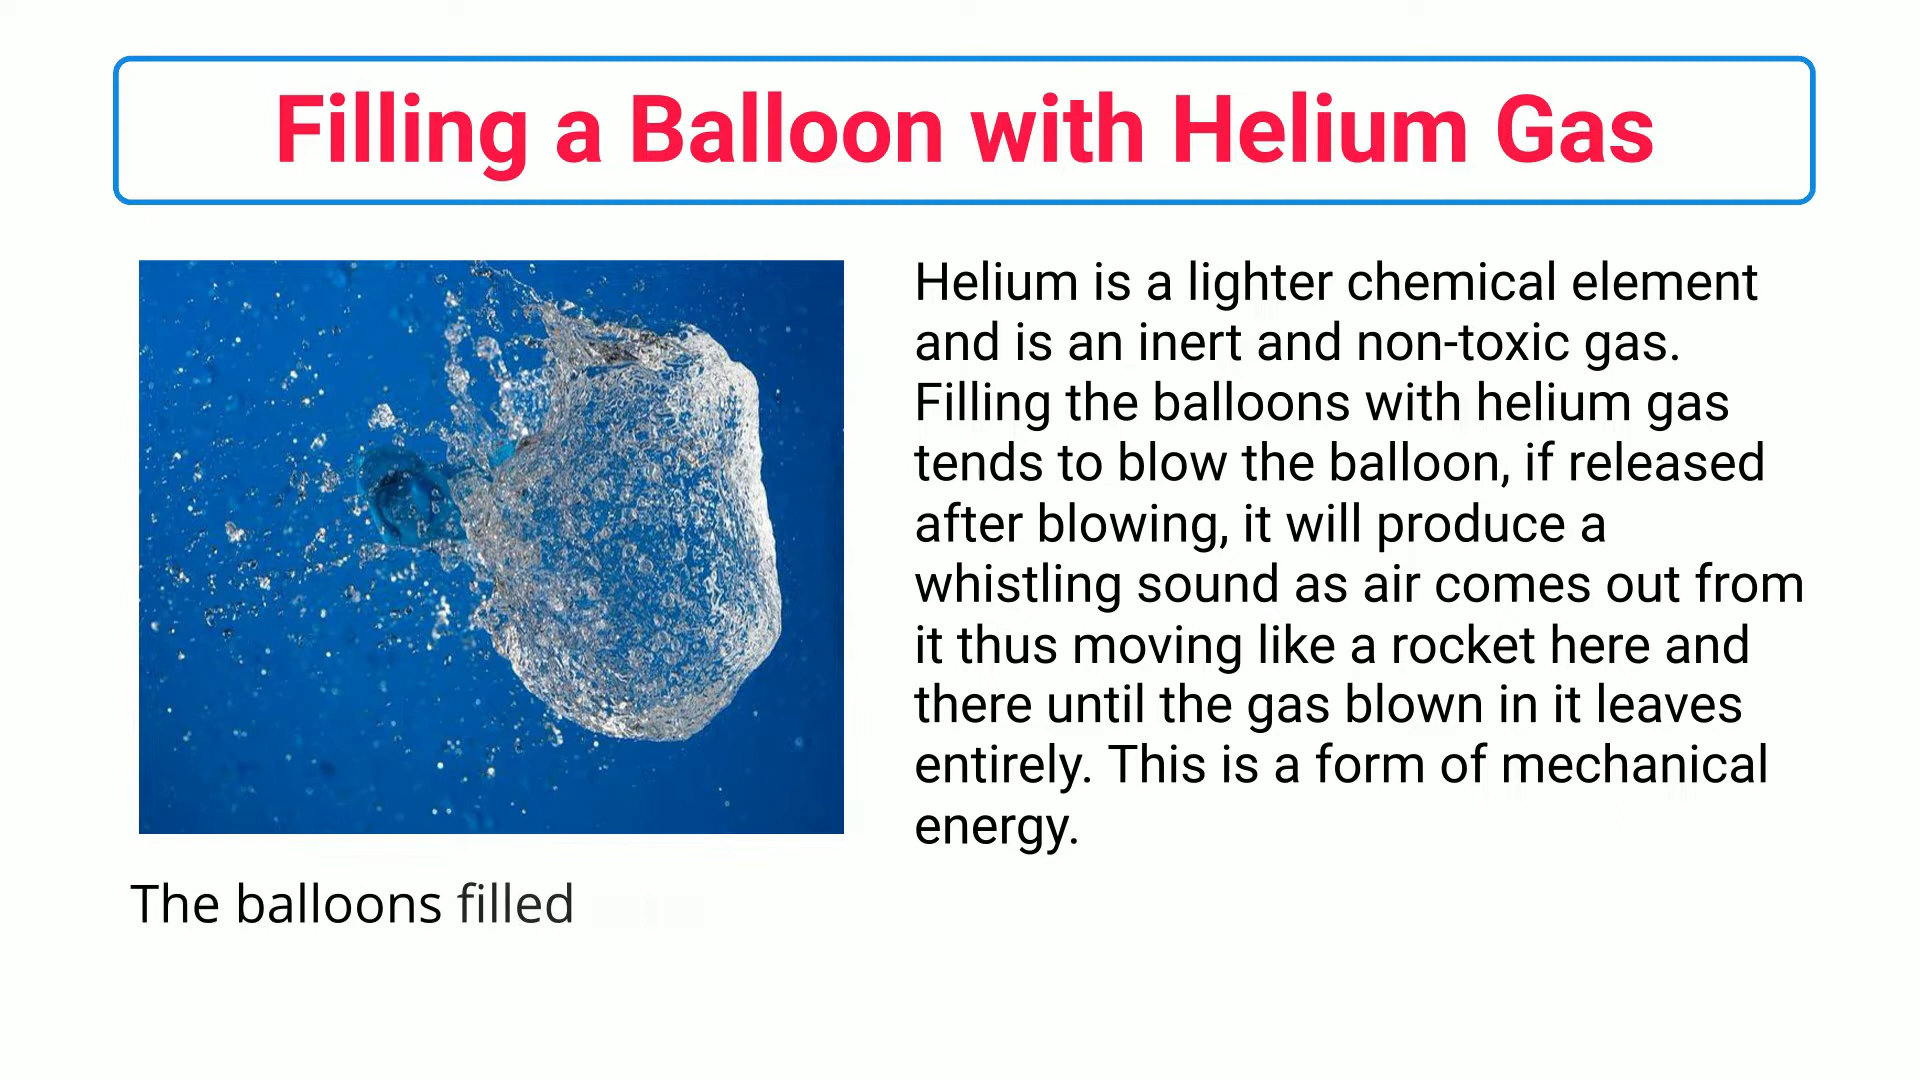 Filling a Balloon with Helium Gas
Helium is a lighter chemical element
and is an inert and non-toxic gas.
Filling the balloons with helium gas
tends to blow the balloon, if released
after blowing, it will produce a
whistling sound as air comes out from
it thus moving like a rocket here and
there until the gas blown in it leaves
entirely. This is a form of mechanical
energy.
The balloons filled